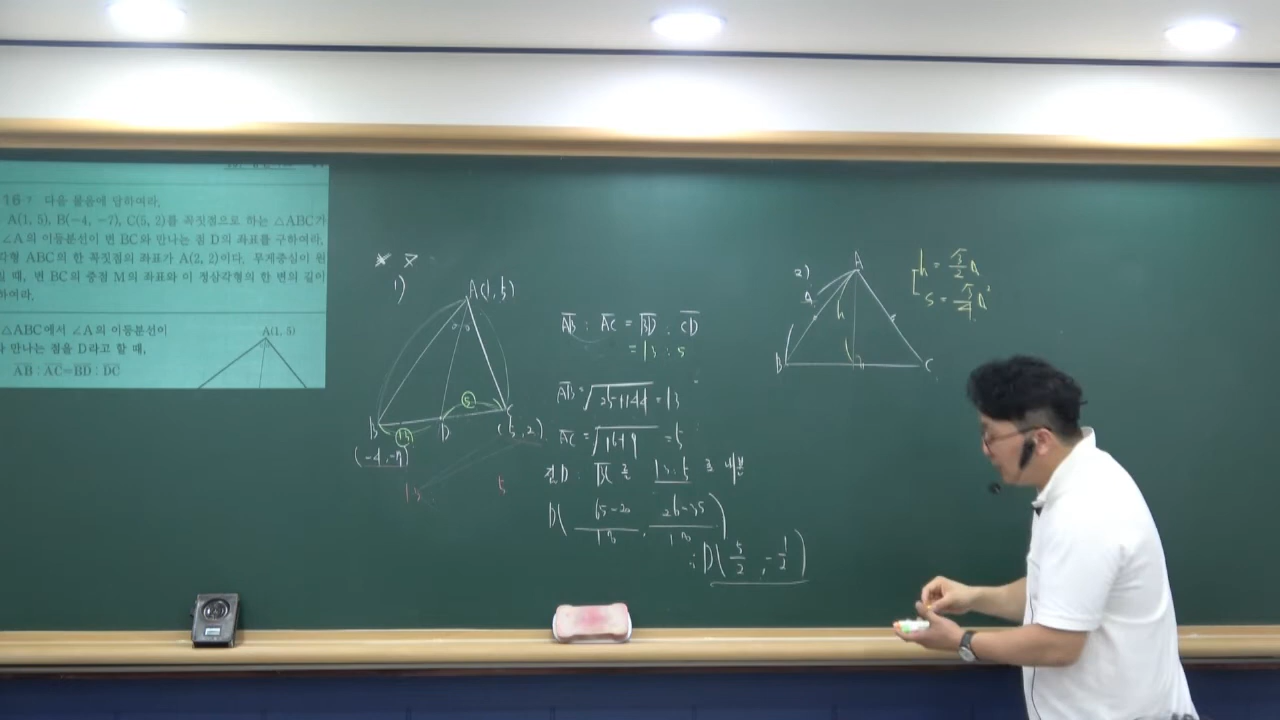 16
다음 물음에 답하여라.
A(1, 5), B(−4, −7), C(5, 2)를 꼭짓점으로 하는 △ABC가
∠A의 이등분선이 변 BC와 만나는 점 D의 좌표를 구하여라.
각형 ABC의 한 꼭짓점의 좌표가 A(2, 2)이다. 무게중심이 원
일 때, 변 BC의 중점 M의 좌표와 이 정삼각형의 한 변의 길이
하여라.
△ABC에서 ∠A의 이등분선이
와 만나는 점을 D라고 할 때,
AB : AC = BD : DC
A(1, 5)
1)
A(1, 5)
B
D
(5, 2)
(-4, -7)
13
5
13
5
AB : AC = BD : CD
= 13 : 5
AB = √25+144 = 13
AC = √16+9 = 5
점D : BC를 13:5 로 내분
D(
65-20
26-35
)
∴ D(5/2, -1/2)
2)
A
h
B
C
h = √3/2 a
S = √3/4 a²